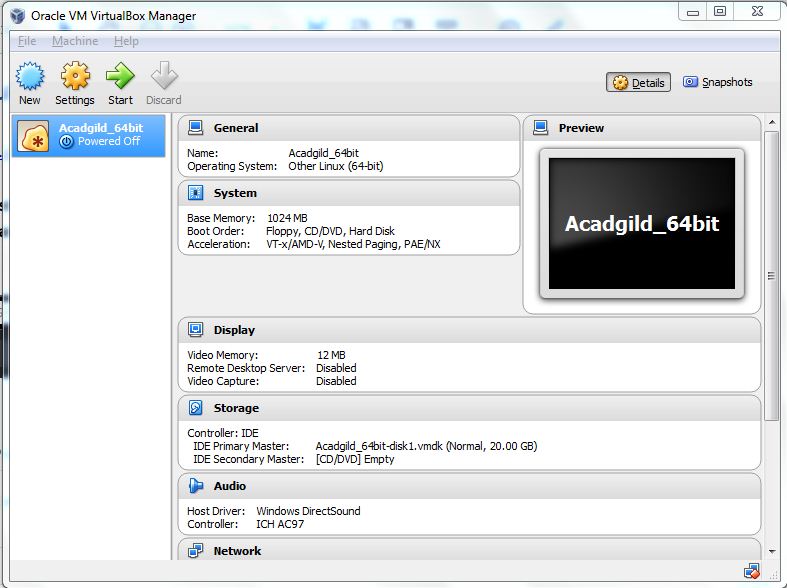 Oracle VM VirtualBox Manager
File Machine Help
New Settings Start Discard
Details Snapshots
Acadgild_64bit
Powered Off
General
Name: Acadgild_64bit
Operating System: Other Linux (64-bit)
System
Base Memory: 1024 MB
Boot Order: Floppy, CD/DVD, Hard Disk
Acceleration: VT-x/AMD-V, Nested Paging, PAE/NX
Preview
Acadgild_64bit
Display
Video Memory: 12 MB
Remote Desktop Server: Disabled
Video Capture: Disabled
Storage
Controller: IDE
IDE Primary Master: Acadgild_64bit-disk1.vmdk (Normal, 20.00 GB)
IDE Secondary Master: [CD/DVD] Empty
Audio
Host Driver: Windows DirectSound
Controller: ICH AC97
Network